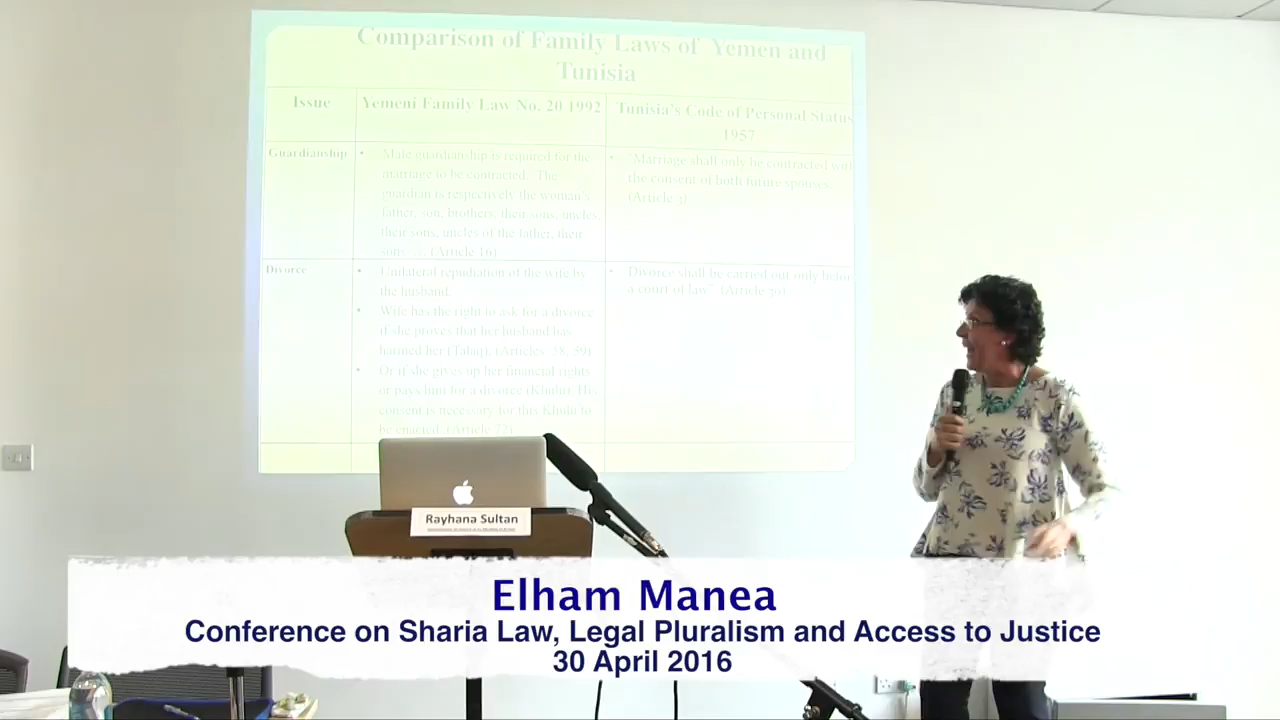 Comparison of Family Laws of Yemen and
Tunisia
Issue
Yemeni Family Law No. 20 1992
Tunisia's Code of Personal Status
1957
Guardianship
• Male guardianship is required for the
marriage to be contracted. The
guardian is respectively the woman's
father, son, brothers, their sons, uncles,
their sons, uncles of the father, their
sons ... (Article 16)
• "Marriage shall only be contracted with
the consent of both future spouses.
(Article 3)
Divorce
• Unilateral repudiation of the wife by
the husband.
• Wife has the right to ask for a divorce
if she proves that her husband has
harmed her (Tafriq). (Articles 58, 59)
• Or if she gives up her financial rights
or pays him for a divorce (Khulu). His
consent is necessary for this Khulu to
be enacted. (Article 72)
• Divorce shall be carried out only before
a court of law" (Article 30)
Rayhana Sultan
Elham Manea
Conference on Sharia Law, Legal Pluralism and Access to Justice
30 April 2016